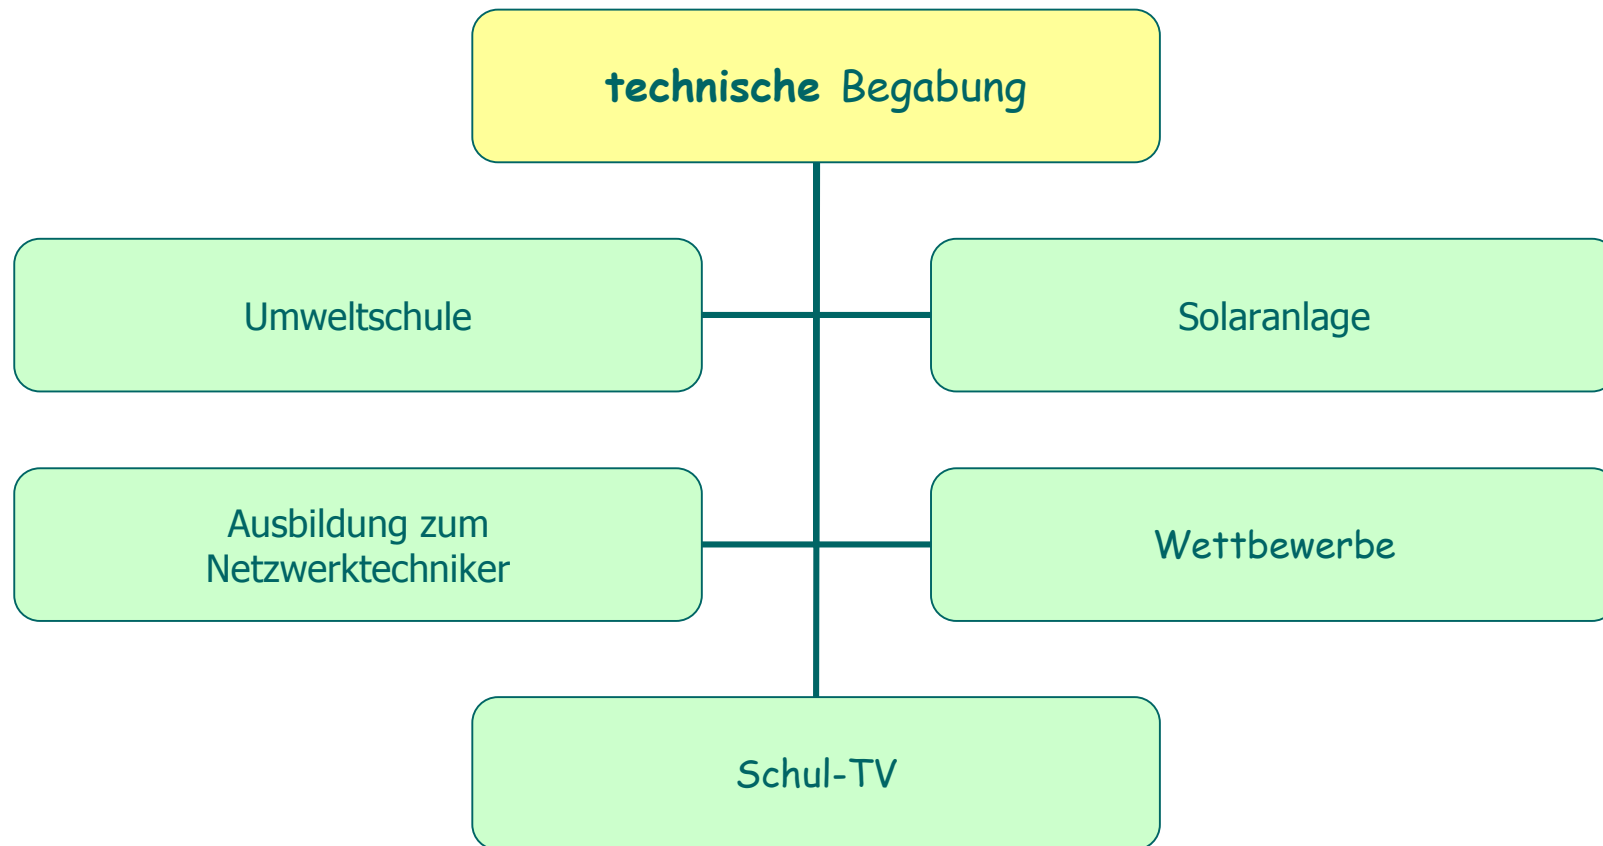 technische Begabung
Umweltschule
Solaranlage
Ausbildung zum
Netzwerktechniker
Wettbewerbe
Schul-TV